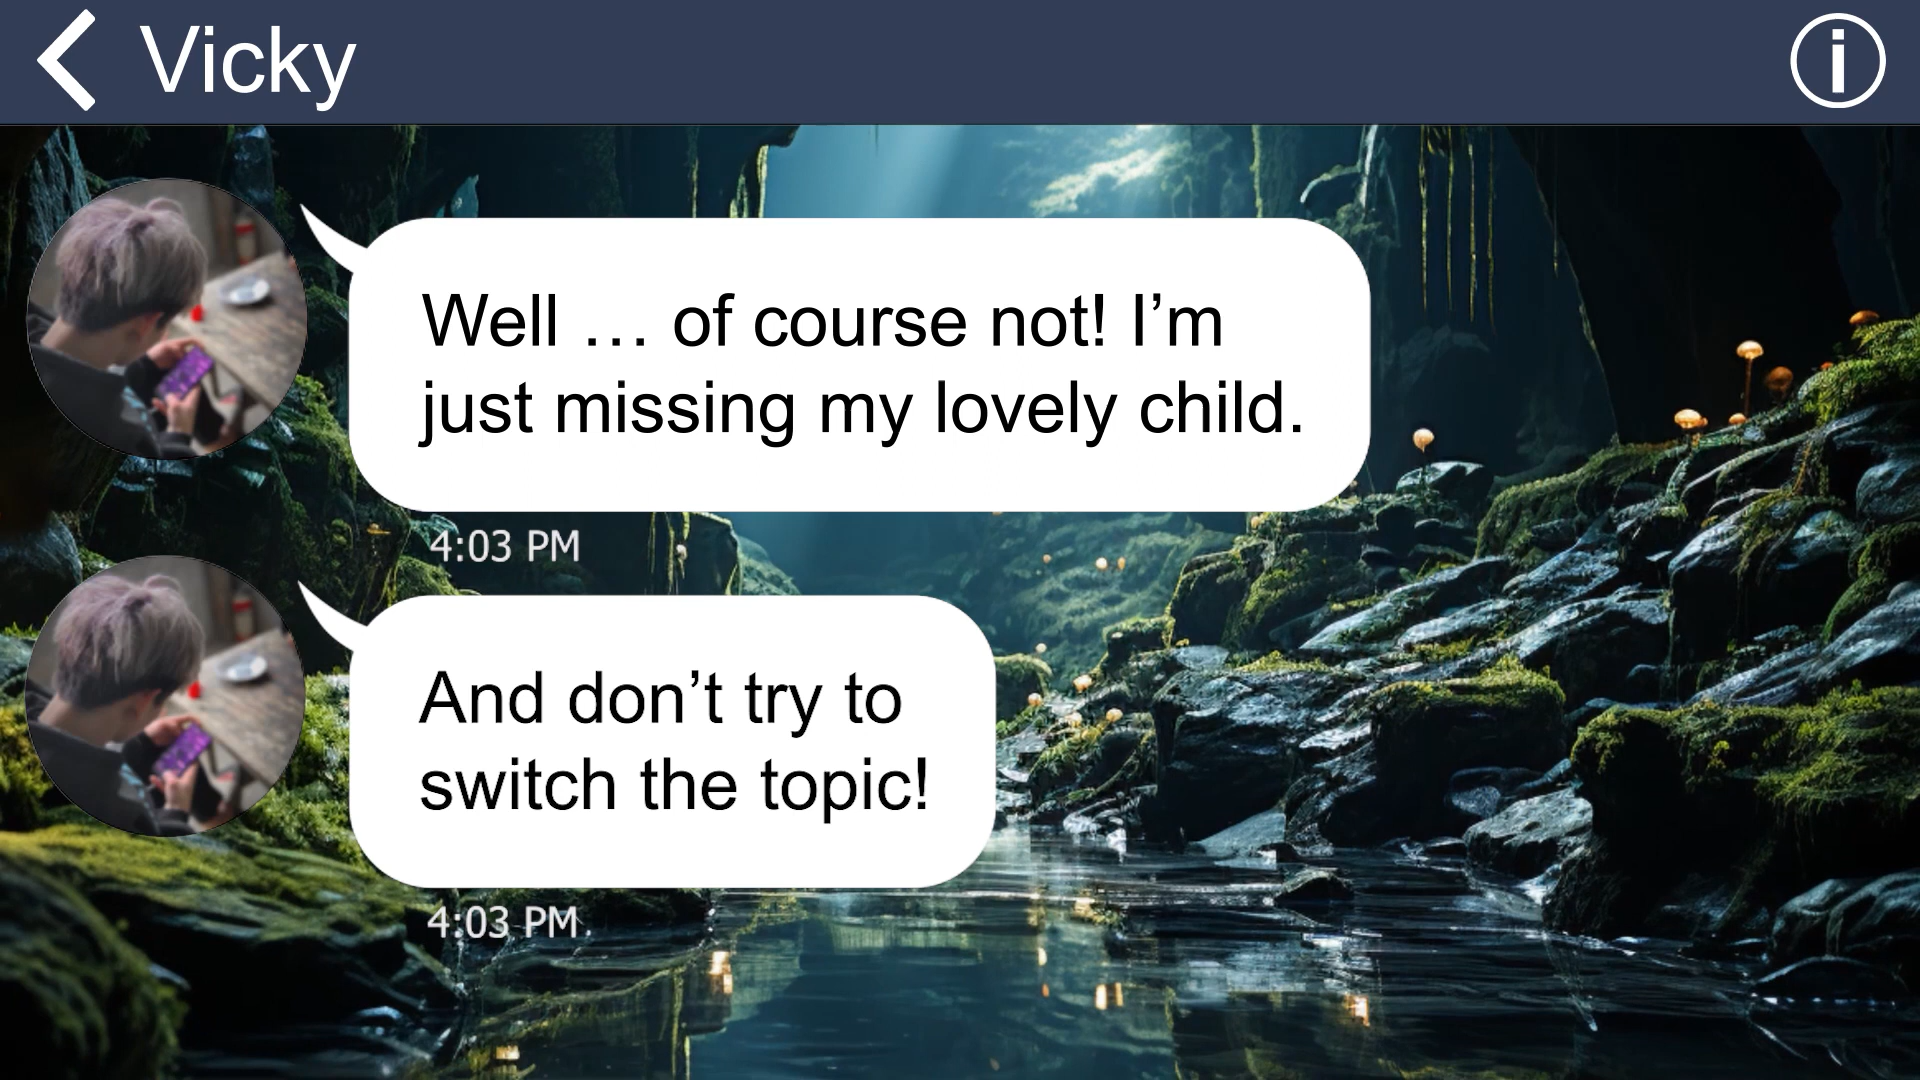 Vicky
Well … of course not! I’m
just missing my lovely child.
4:03 PM
And don’t try to
switch the topic!
4:03 PM